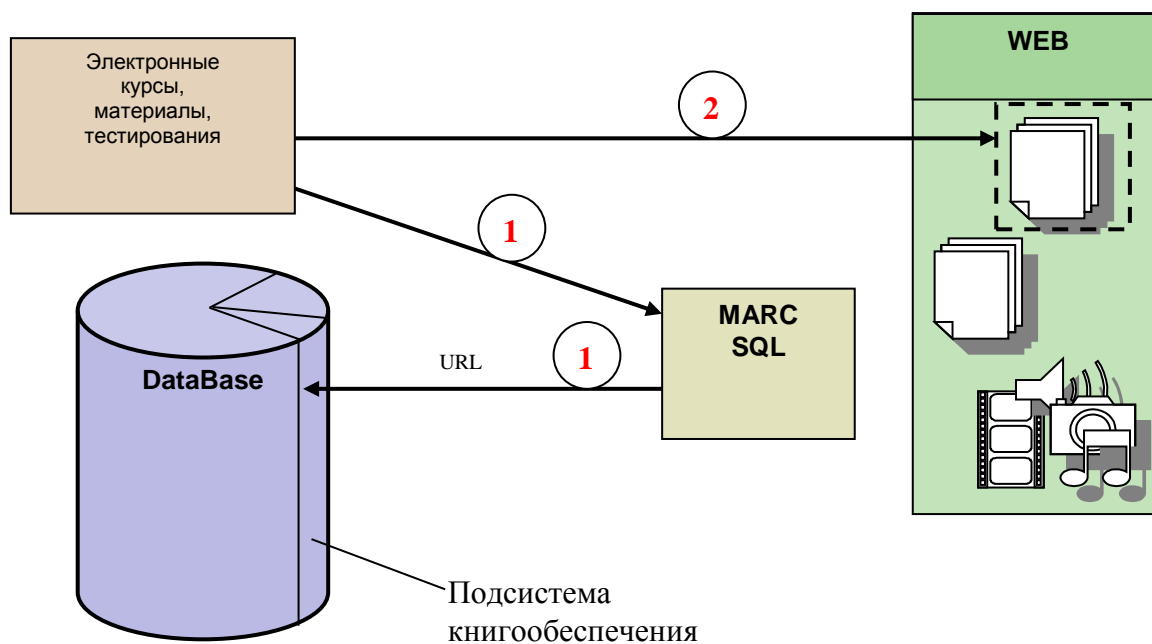 Электронные
курсы,
материалы,
тестирования
WEB
2
1
MARC
SQL
URL
1
DataBase
Подсистема
книгообеспечения